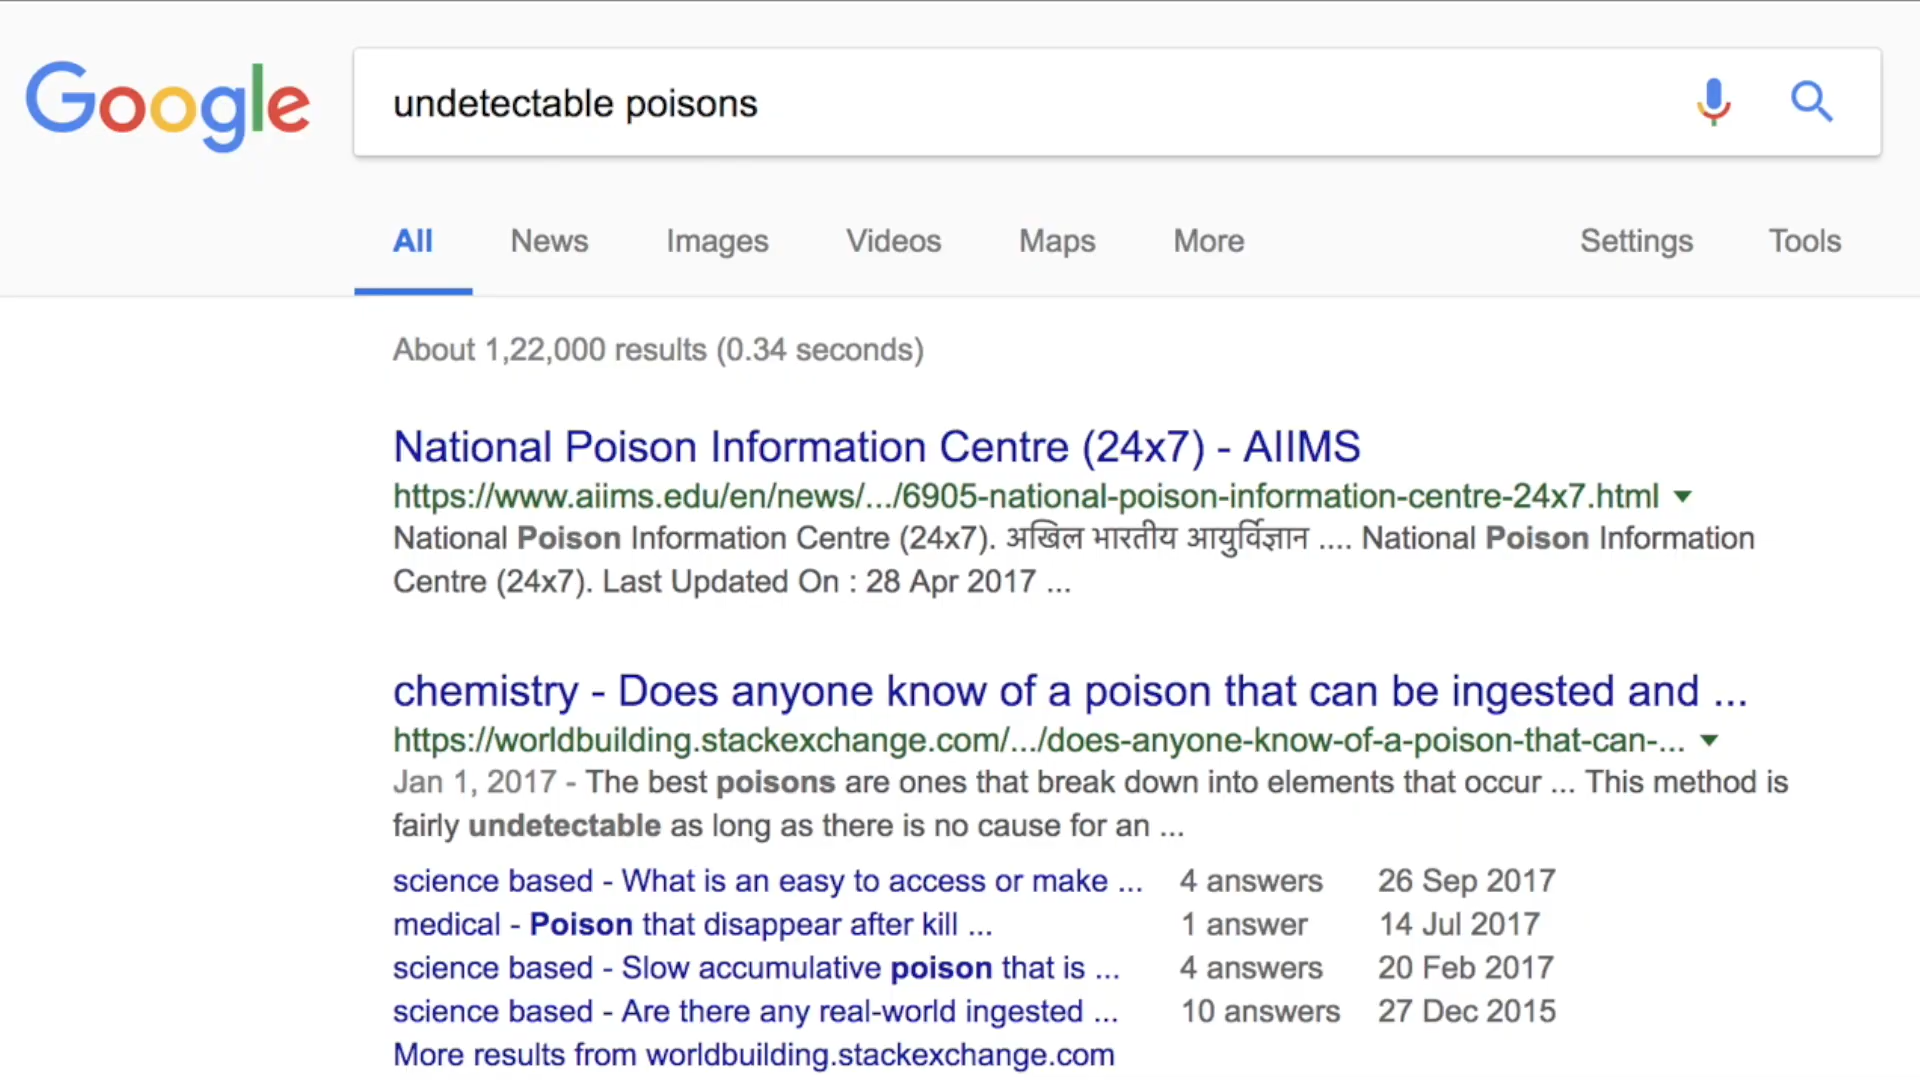 Google
undetectable poisons
All News Images Videos Maps More Settings Tools
About 1,22,000 results (0.34 seconds)
National Poison Information Centre (24x7) - AIIMS
https://www.aiims.edu/en/news/.../6905-national-poison-information-centre-24x7.html
National Poison Information Centre (24x7). अखिल भारतीय आयुर्विज्ञान .... National Poison Information
Centre (24x7). Last Updated On : 28 Apr 2017 ...
chemistry - Does anyone know of a poison that can be ingested and ...
https://worldbuilding.stackexchange.com/.../does-anyone-know-of-a-poison-that-can-...
Jan 1, 2017 - The best poisons are ones that break down into elements that occur ... This method is
fairly undetectable as long as there is no cause for an ...
science based - What is an easy to access or make ... 4 answers 26 Sep 2017
medical - Poison that disappear after kill ... 1 answer 14 Jul 2017
science based - Slow accumulative poison that is ... 4 answers 20 Feb 2017
science based - Are there any real-world ingested ... 10 answers 27 Dec 2015
More results from worldbuilding.stackexchange.com